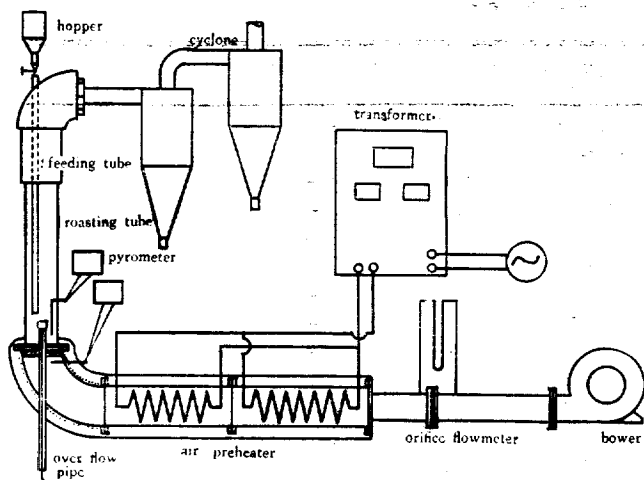 hopper
cyclone
transformer
feeding tube
roasting tube
pyrometer
over flow
pipe
air preheater
orifice flowmeter
bower